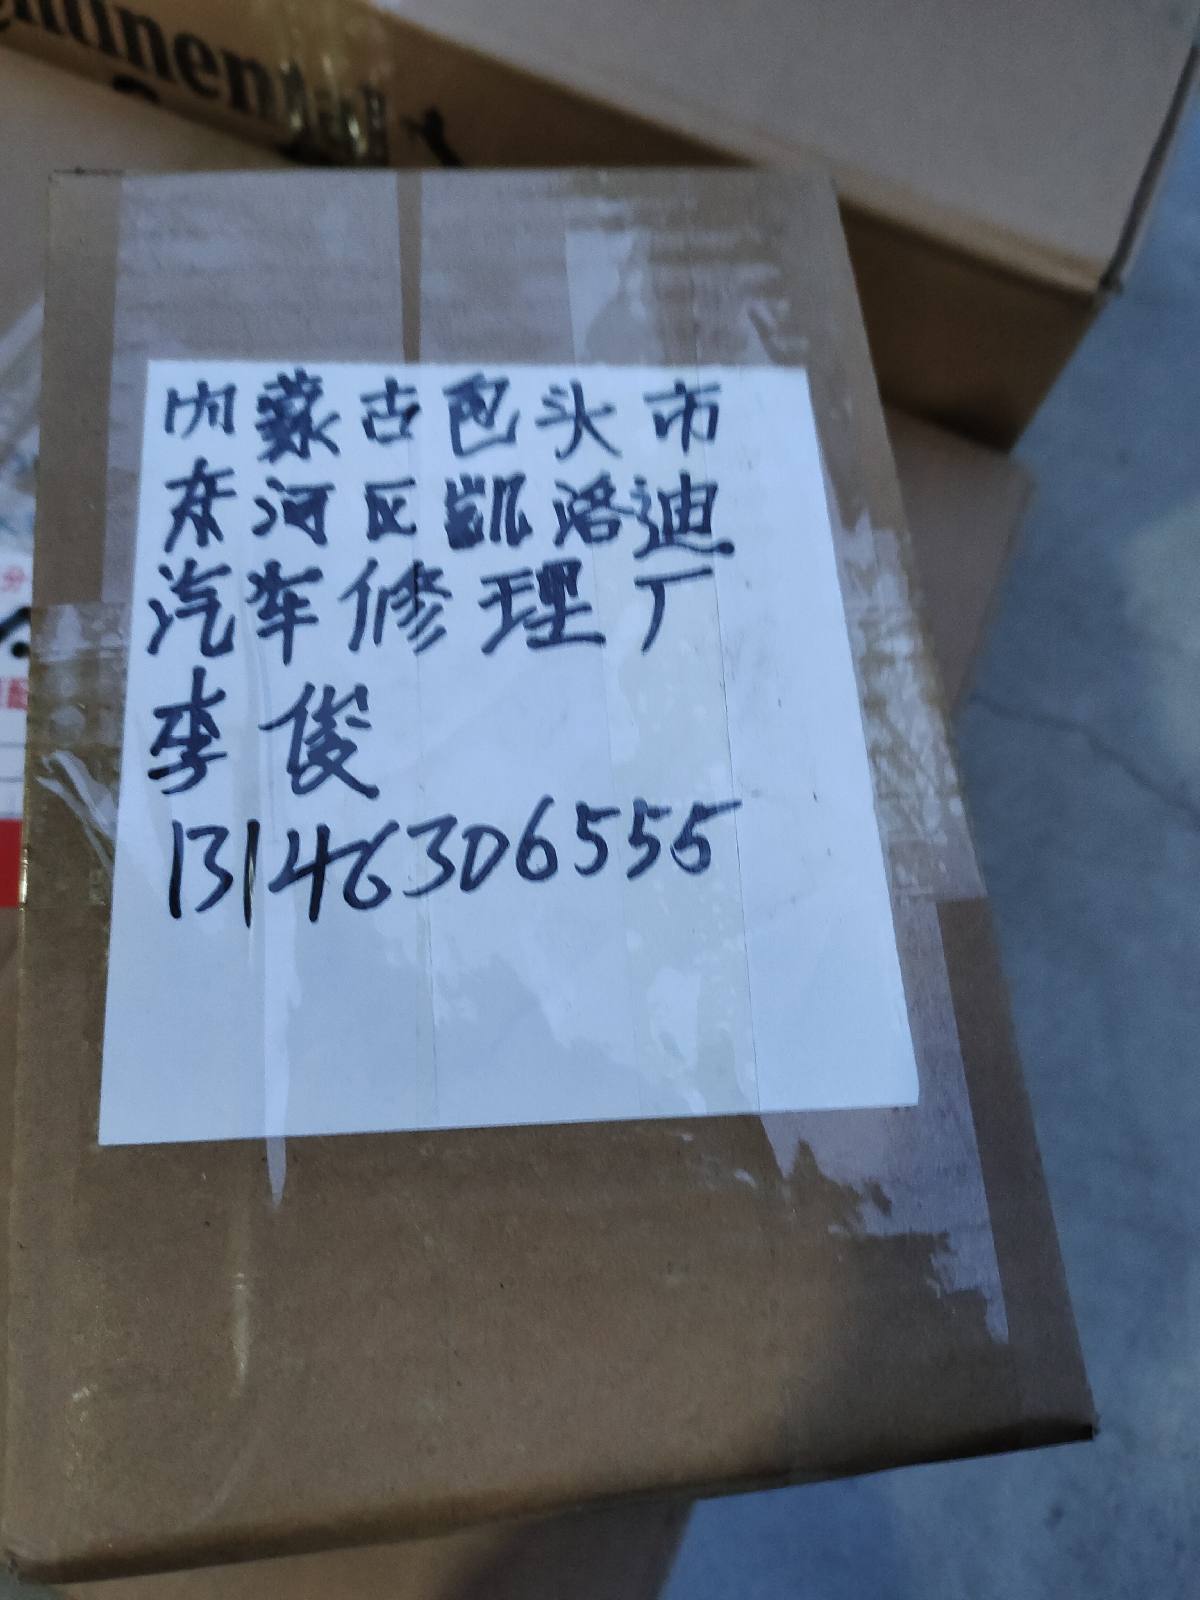 ntinental
内蒙古包头市
东河区凯洛迪
汽车修理厂
李俊
13146306555